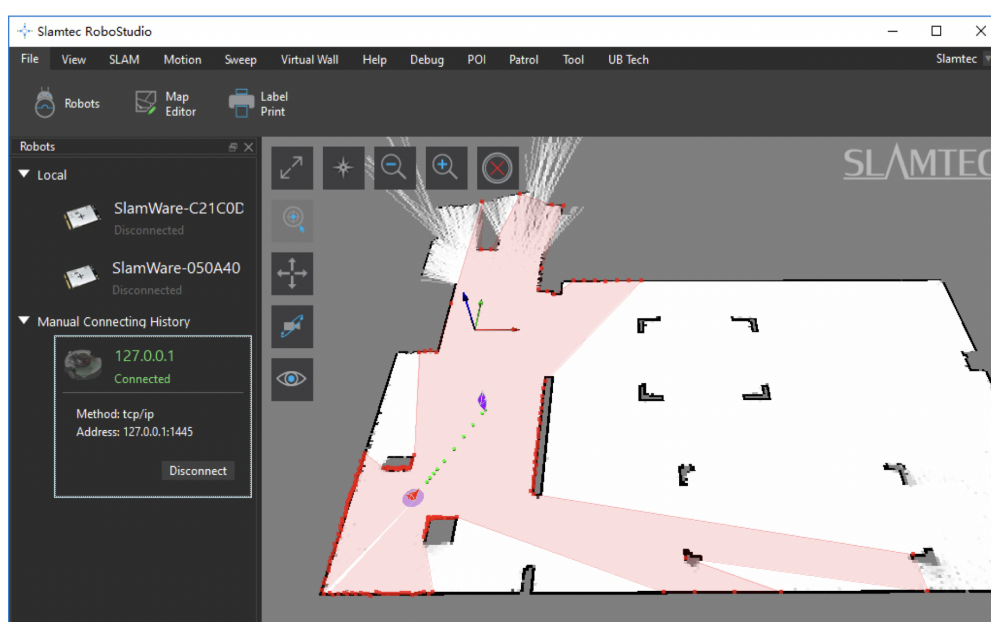 Slamtec RoboStudio
File View SLAM Motion Sweep Virtual Wall Help Debug POI Patrol Tool UB Tech Slamtec
Robots
Map
Editor
Label
Print
Robots
Local
SlamWare-C21C0D
Disconnected
SlamWare-050A40
Disconnected
Manual Connecting History
127.0.0.1
Connected
Method: tcp/ip
Address: 127.0.0.1:1445
Disconnect
SLAMTEC